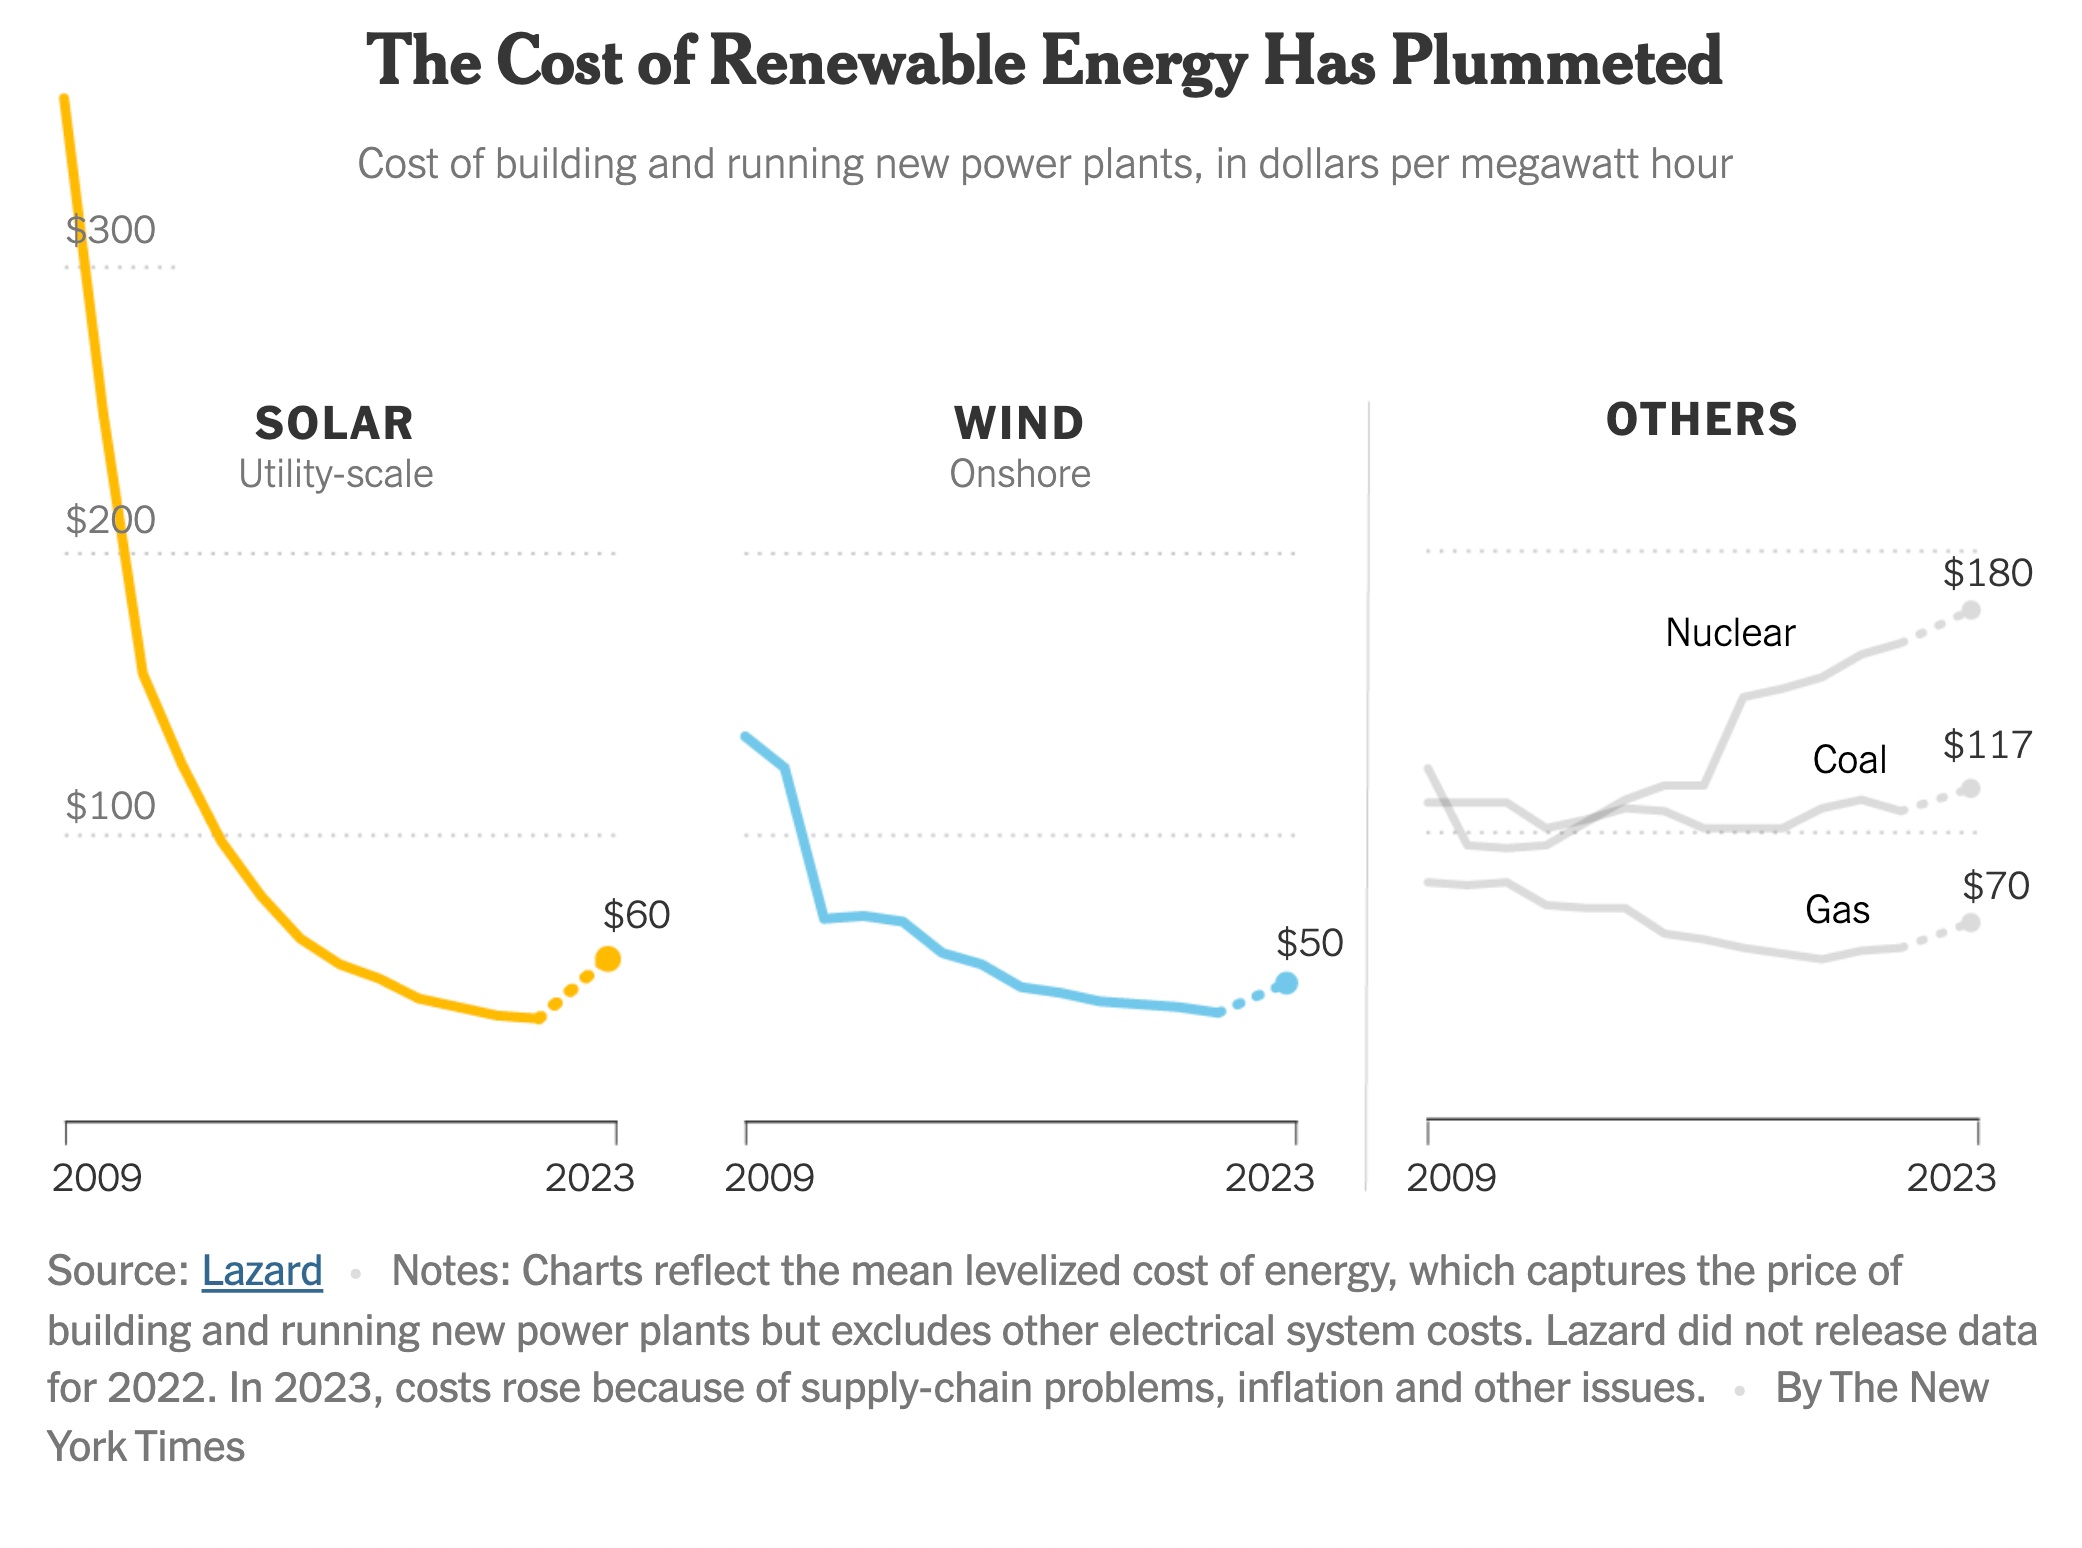 The Cost of Renewable Energy Has Plummeted
Cost of building and running new power plants, in dollars per megawatt hour
$300
$200
$100
SOLAR
Utility-scale
$60
2009
2023
WIND
Onshore
$50
2009
2023
OTHERS
$180
Nuclear
$117
Coal
$70
Gas
2009
2023
Source: Lazard • Notes: Charts reflect the mean levelized cost of energy, which captures the price of
building and running new power plants but excludes other electrical system costs. Lazard did not release data
for 2022. In 2023, costs rose because of supply-chain problems, inflation and other issues. • By The New
York Times